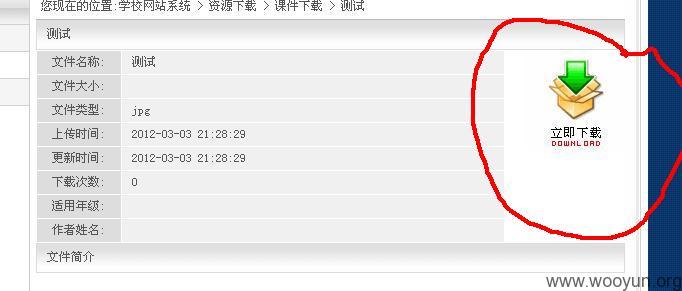 您现在的位置:学校网站系统 > 资源下载 > 课件下载 > 测试
测试
文件名称: 测试
文件大小:
文件类型: jpg
上传时间: 2012-03-03 21:28:29
更新时间: 2012-03-03 21:28:29
下载次数: 0
适用年级:
作者姓名:
立即下载
DOWNLOAD
文件简介
www.wooyun.org